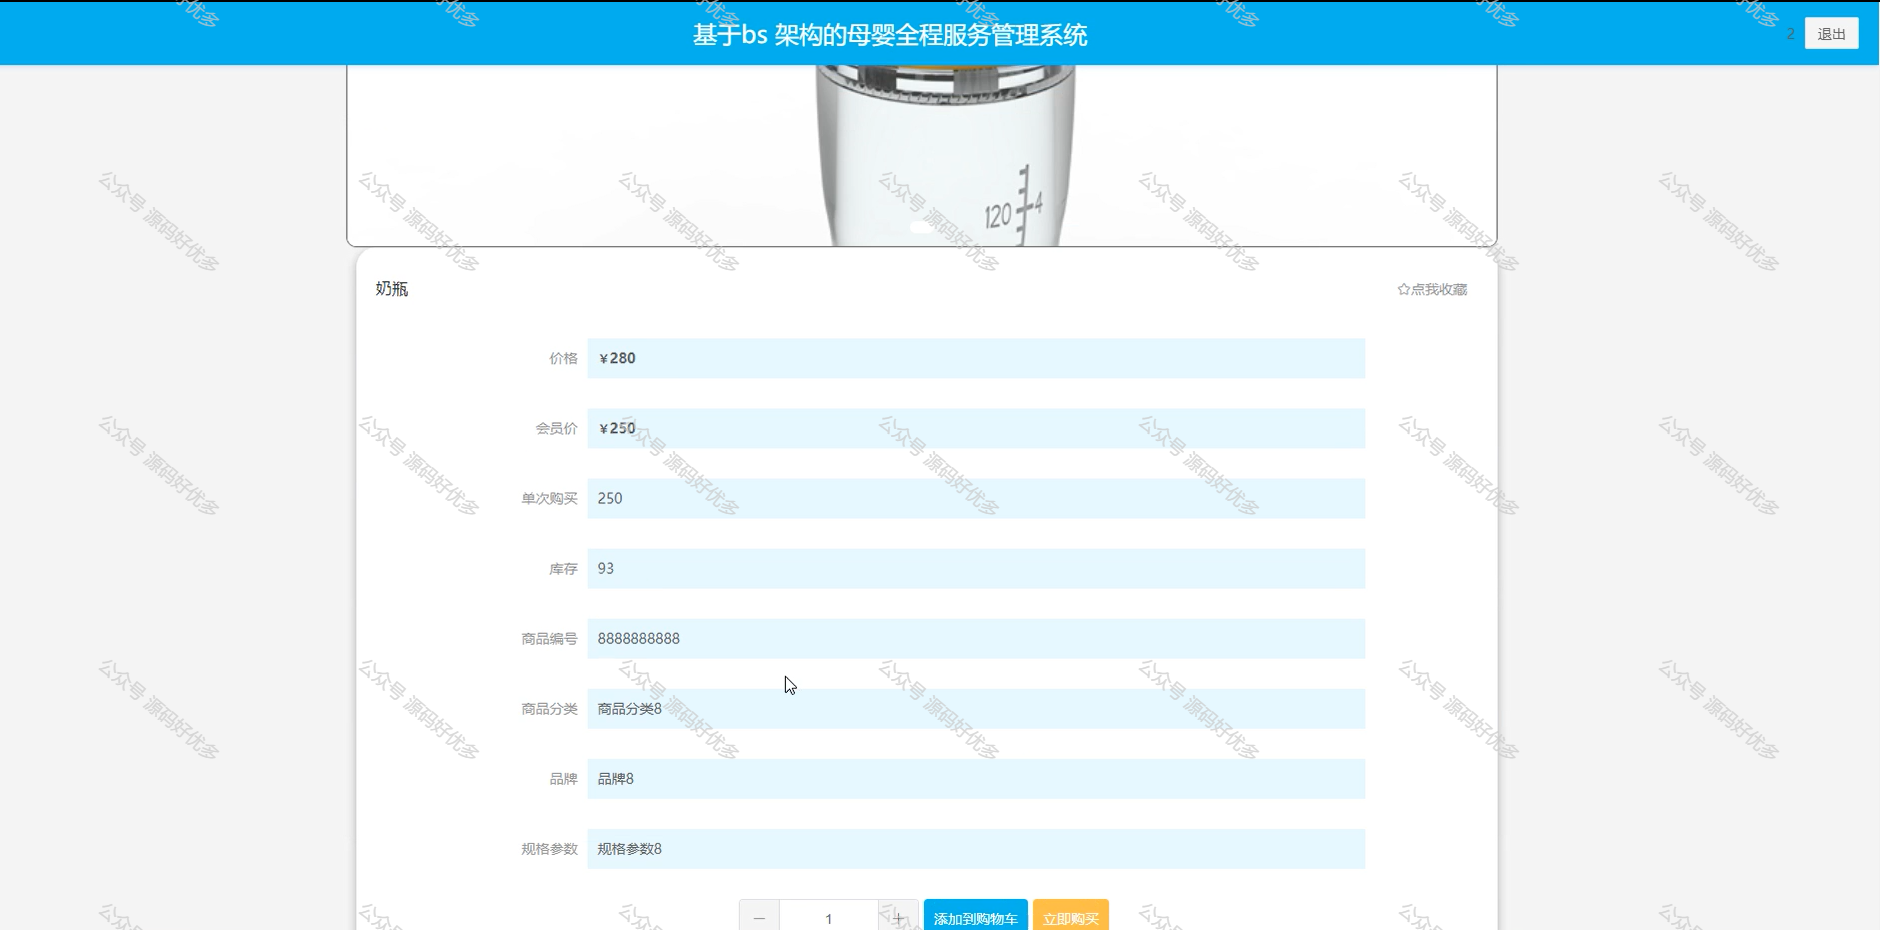 基于bs 架构的母婴全程服务管理系统
2
退出
120
4
奶瓶
☆点我收藏
价格
¥280
会员价
¥250
单次购买
250
库存
93
商品编号
8888888888
商品分类
商品分类8
品牌
品牌8
规格参数
规格参数8
1
添加到购物车
立即购买
公众号 源码好优多